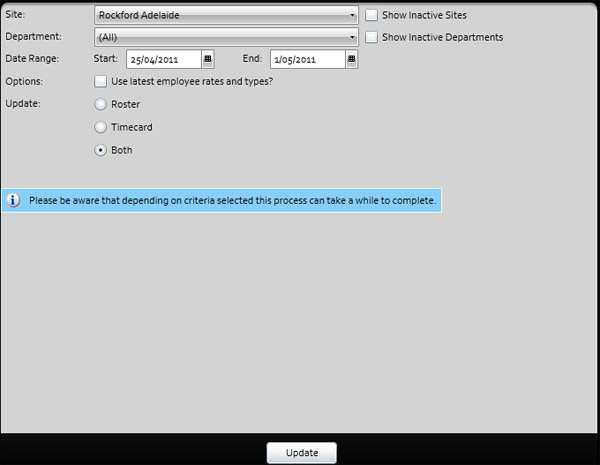 Site: Rockford Adelaide Show Inactive Sites
Department: (All) Show Inactive Departments
Date Range: Start: 25/04/2011 End: 1/05/2011
Options: Use latest employee rates and types?
Update: Roster
Timecard
Both
Please be aware that depending on criteria selected this process can take a while to complete.
Update